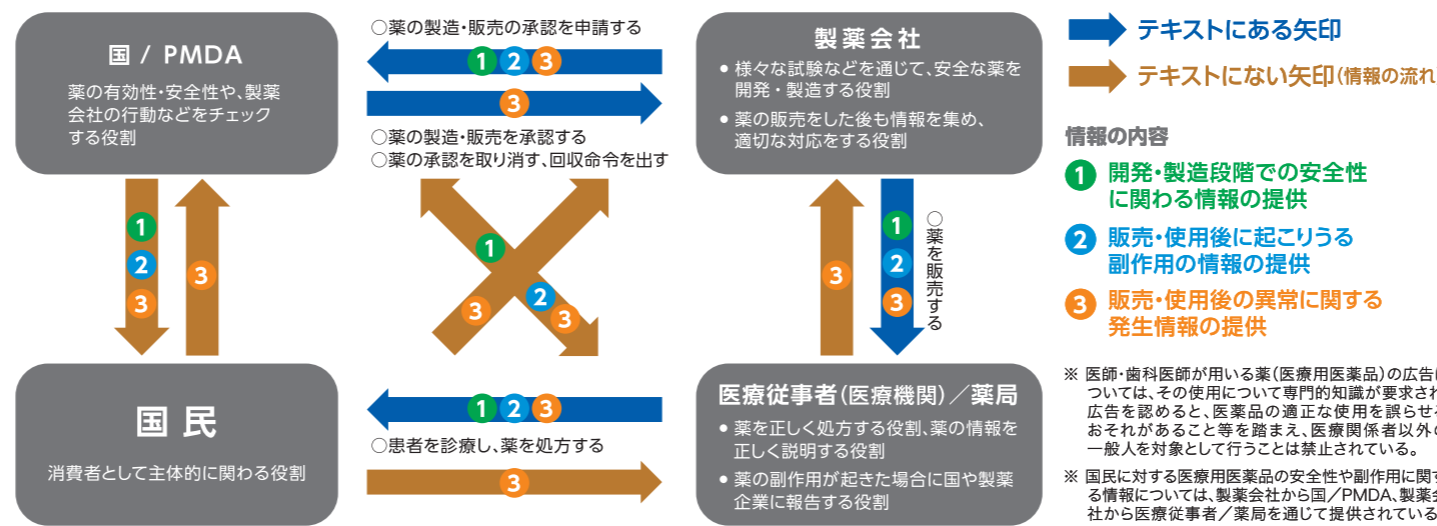 国 / PMDA
薬の有効性・安全性や、製薬
会社の行動などをチェック
する役割
○薬の製造・販売の承認を申請する
1 2 3
3
○薬の製造・販売を承認する
○薬の承認を取り消す、回収命令を出す
製薬会社
• 様々な試験などを通じて、安全な薬を
開発・製造する役割
• 薬の販売をした後も情報を集め、
適切な対応をする役割
1
2
3
3
1
3
2
3
3
1
2
3
○薬を販売する
国民
消費者として主体的に関わる役割
1 2 3
○患者を診療し、薬を処方する
3
医療従事者(医療機関)／薬局
• 薬を正しく処方する役割、薬の情報を
正しく説明する役割
• 薬の副作用が起きた場合に国や製薬
企業に報告する役割
テキストにある矢印
テキストにない矢印(情報の流れ
情報の内容
1 開発・製造段階での安全性
に関わる情報の提供
2 販売・使用後に起こりうる
副作用の情報の提供
3 販売・使用後の異常に関する
発生情報の提供
※ 医師・歯科医師が用いる薬(医療用医薬品)の広告に
ついては、その使用について専門的知識が要求され
広告を認めると、医薬品の適正な使用を誤らせる
おそれがあること等を踏まえ、医療関係者以外の
一般人を対象として行うことは禁止されている。
※ 国民に対する医療用医薬品の安全性や副作用に関す
る情報については、製薬会社から国／PMDA、製薬会
社から医療従事者／薬局を通じて提供されている